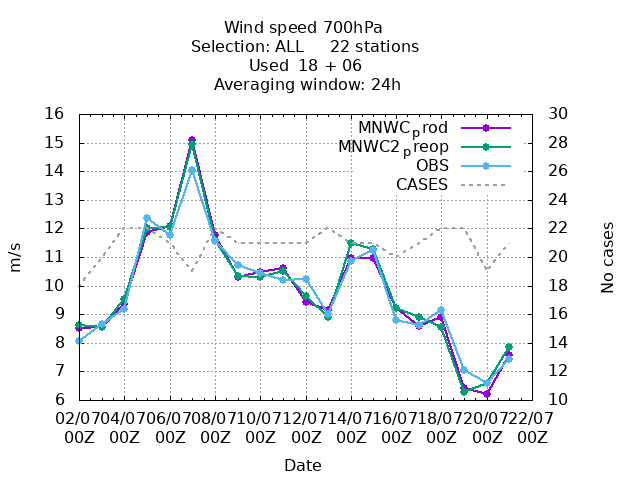 Wind speed 700hPa
Selection: ALL     22 stations
Used  18 + 06
Averaging window: 24h
MNWCprod
MNWC2preop
OBS
CASES
16
15
14
13
12
11
10
9
8
7
6
m/s
30
28
26
24
22
20
18
16
14
12
10
No cases
02/07 04/07 06/07 08/07 10/07 12/07 14/07 16/07 18/07 20/07 22/07
00Z 00Z 00Z 00Z 00Z 00Z 00Z 00Z 00Z 00Z 00Z
Date